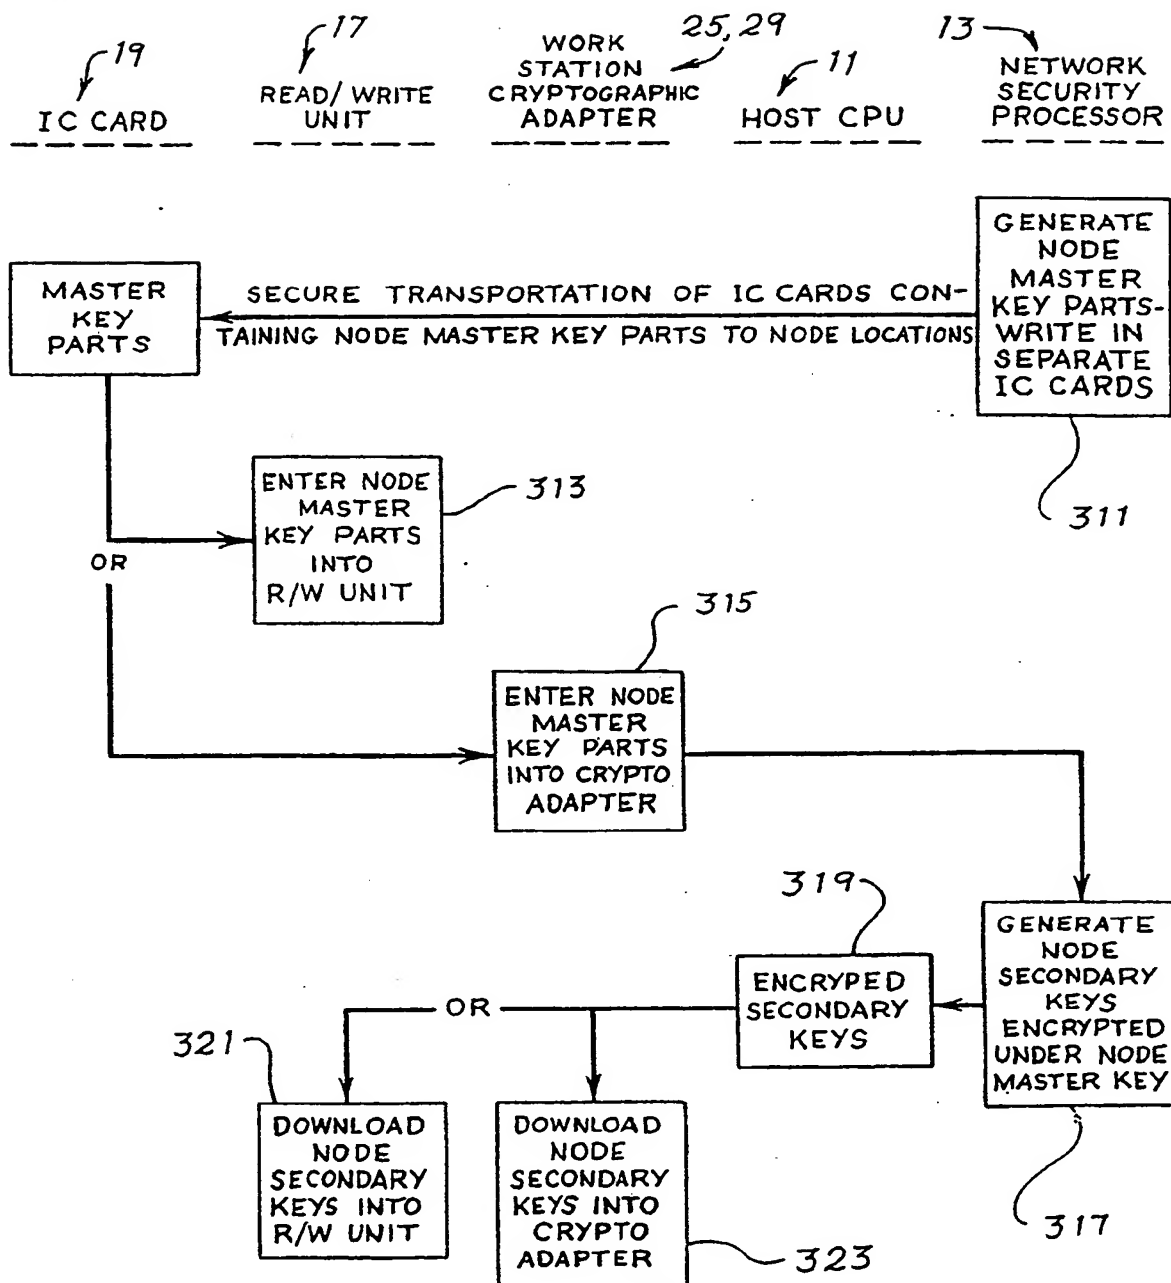 19
IC CARD
17
READ/WRITE
UNIT
25,29
WORK
STATION
CRYPTOGRAPHIC
ADAPTER
11
HOST CPU
13
NETWORK
SECURITY
PROCESSOR
GENERATE
NODE
MASTER
KEY PARTS-
WRITE IN
SEPARATE
IC CARDS
311
SECURE TRANSPORTATION OF IC CARDS CON-
TAINING NODE MASTER KEY PARTS TO NODE LOCATIONS
MASTER
KEY
PARTS
OR
ENTER NODE
MASTER
KEY PARTS
INTO
R/W UNIT
313
315
ENTER NODE
MASTER
KEY PARTS
INTO CRYPTO
ADAPTER
GENERATE
NODE
SECONDARY
KEYS
ENCRYPTED
UNDER NODE
MASTER KEY
317
319
ENCRYPED
SECONDARY
KEYS
OR
321
DOWNLOAD
NODE
SECONDARY
KEYS INTO
R/W UNIT
DOWNLOAD
NODE
SECONDARY
KEYS INTO
CRYPTO
ADAPTER
323